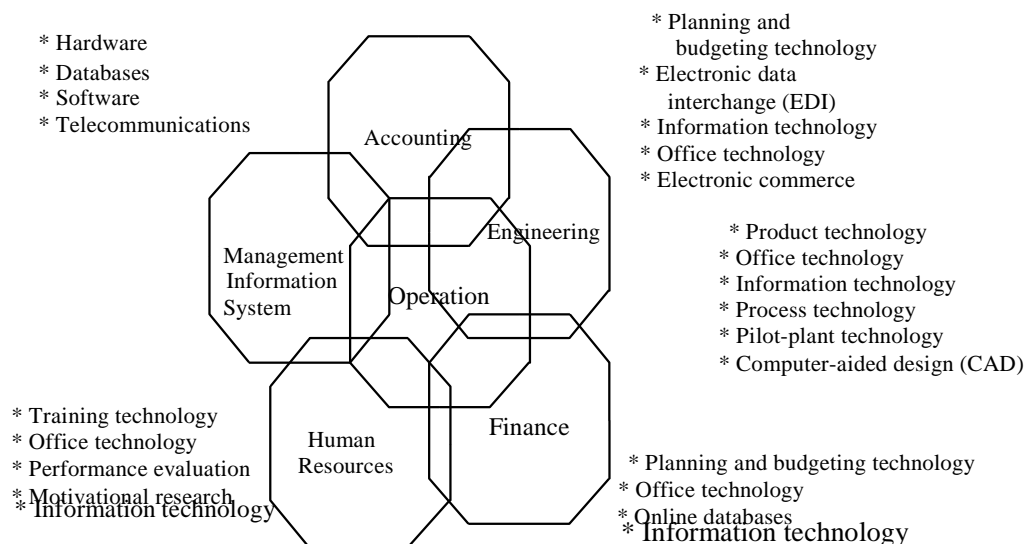 * Hardware
* Databases
* Software
* Telecommunications
* Planning and
budgeting technology
* Electronic data
interchange (EDI)
* Information technology
* Office technology
* Electronic commerce
Accounting
Engineering
Management
Information
System
Operation
* Product technology
* Office technology
* Information technology
* Process technology
* Pilot-plant technology
* Computer-aided design (CAD)
* Training technology
* Office technology
* Performance evaluation
* Motivational research
* Information technology
Human
Resources
Finance
* Planning and budgeting technology
* Office technology
* Online databases
* Information technology